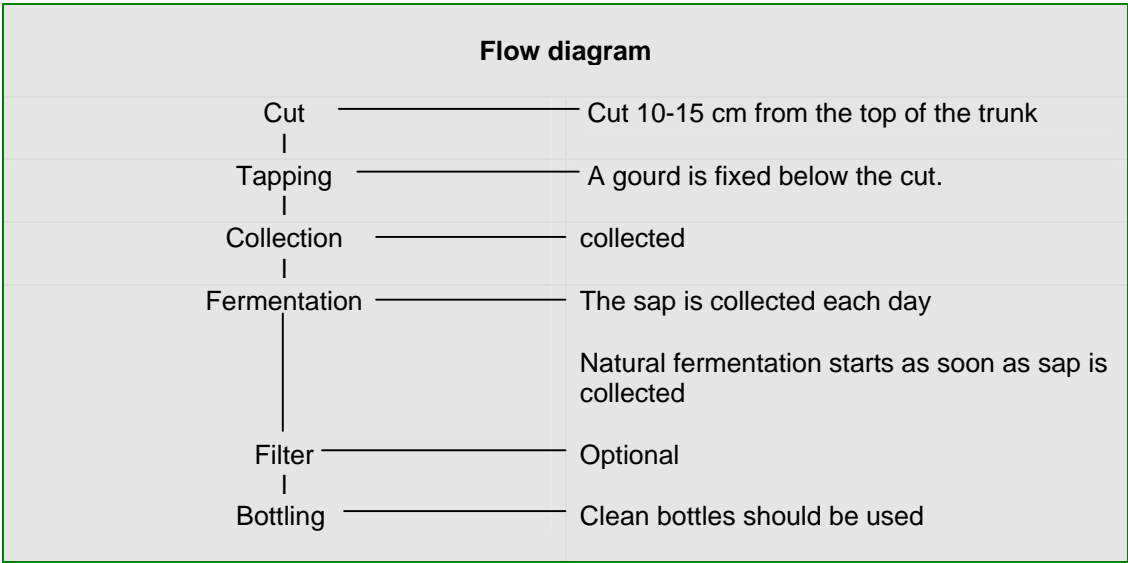 Flow diagram
Cut Cut 10-15 cm from the top of the trunk
Tapping A gourd is fixed below the cut.
Collection collected
Fermentation The sap is collected each day
Natural fermentation starts as soon as sap is
collected
Filter Optional
Bottling Clean bottles should be used